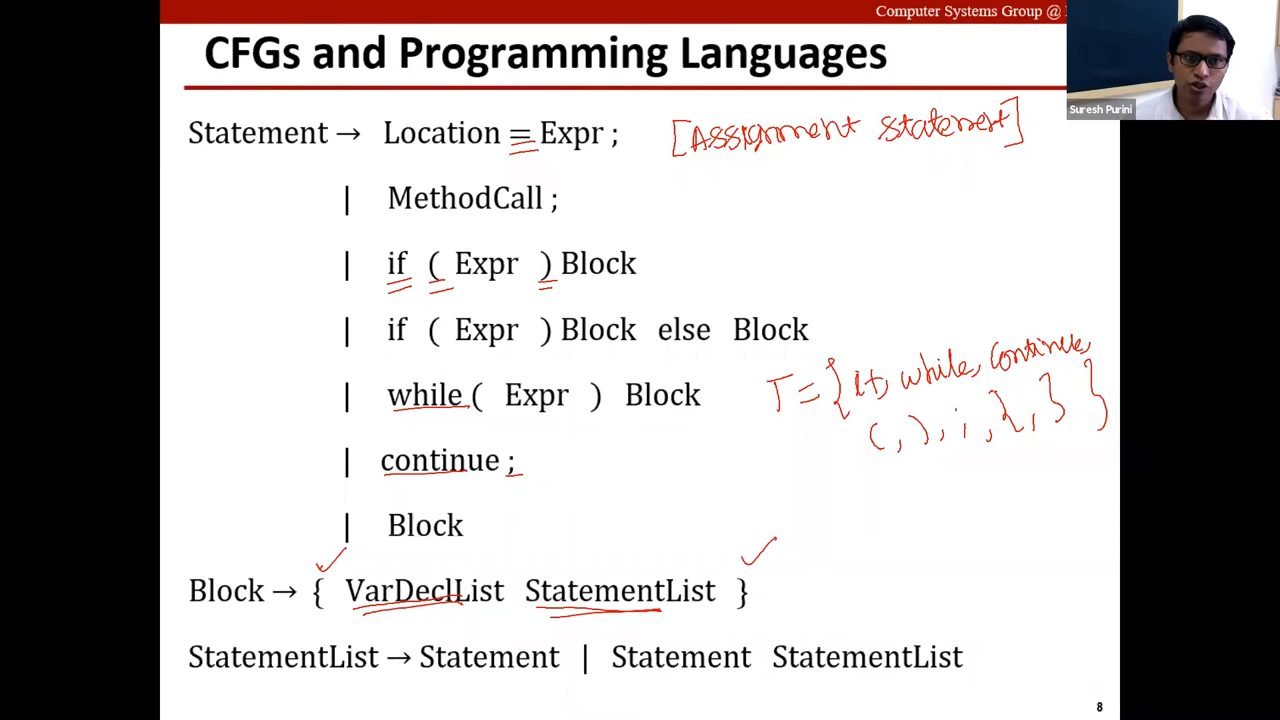 Computer Systems Group @
CFGs and Programming Languages
Suresh Purini
Statement → Location = Expr ; [Assignment statement]
| MethodCall ;
| if ( Expr ) Block
| if ( Expr ) Block else Block
T = { if, while, continue,
(, ), ;, {, } }
| while ( Expr ) Block
| continue ;
| Block
Block → { VarDeclList StatementList }
StatementList → Statement | Statement StatementList
8